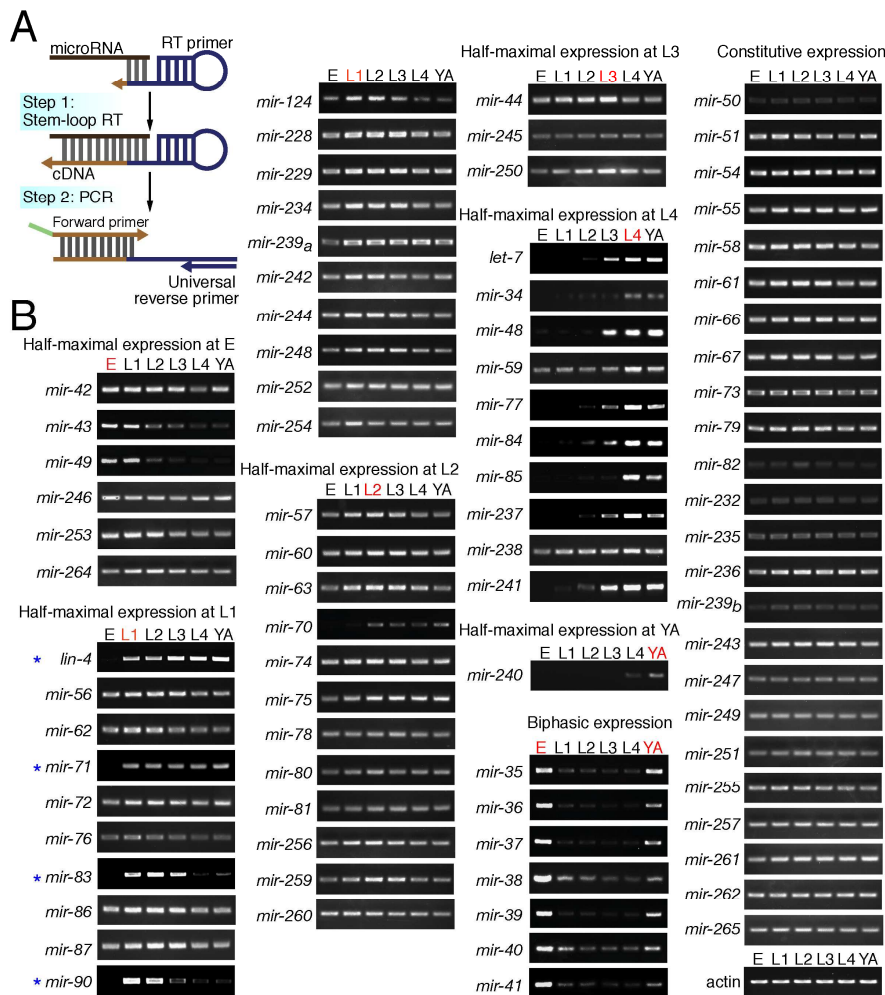 A
microRNA
RT primer
Step 1:
Stem-loop RT
cDNA
Step 2: PCR
Forward primer
Universal
reverse primer
B
Half-maximal expression at E
E L1 L2 L3 L4 YA
mir-42
mir-43
mir-49
mir-246
mir-253
mir-264
Half-maximal expression at L1
E L1 L2 L3 L4 YA
* lin-4
mir-56
mir-62
* mir-71
mir-72
mir-76
* mir-83
mir-86
mir-87
* mir-90
E L1 L2 L3 L4 YA
mir-124
mir-228
mir-229
mir-234
mir-239a
mir-242
mir-244
mir-248
mir-252
mir-254
Half-maximal expression at L2
E L1 L2 L3 L4 YA
mir-57
mir-60
mir-63
mir-70
mir-74
mir-75
mir-78
mir-80
mir-81
mir-256
mir-259
mir-260
Half-maximal expression at L3
E L1 L2 L3 L4 YA
mir-44
mir-245
mir-250
Half-maximal expression at L4
E L1 L2 L3 L4 YA
let-7
mir-34
mir-48
mir-59
mir-77
mir-84
mir-85
mir-237
mir-238
mir-241
Half-maximal expression at YA
E L1 L2 L3 L4 YA
mir-240
Biphasic expression
E L1 L2 L3 L4 YA
mir-35
mir-36
mir-37
mir-38
mir-39
mir-40
mir-41
Constitutive expression
E L1 L2 L3 L4 YA
mir-50
mir-51
mir-54
mir-55
mir-58
mir-61
mir-66
mir-67
mir-73
mir-79
mir-82
mir-232
mir-235
mir-236
mir-239b
mir-243
mir-247
mir-249
mir-251
mir-255
mir-257
mir-261
mir-262
mir-265
E L1 L2 L3 L4 YA
actin